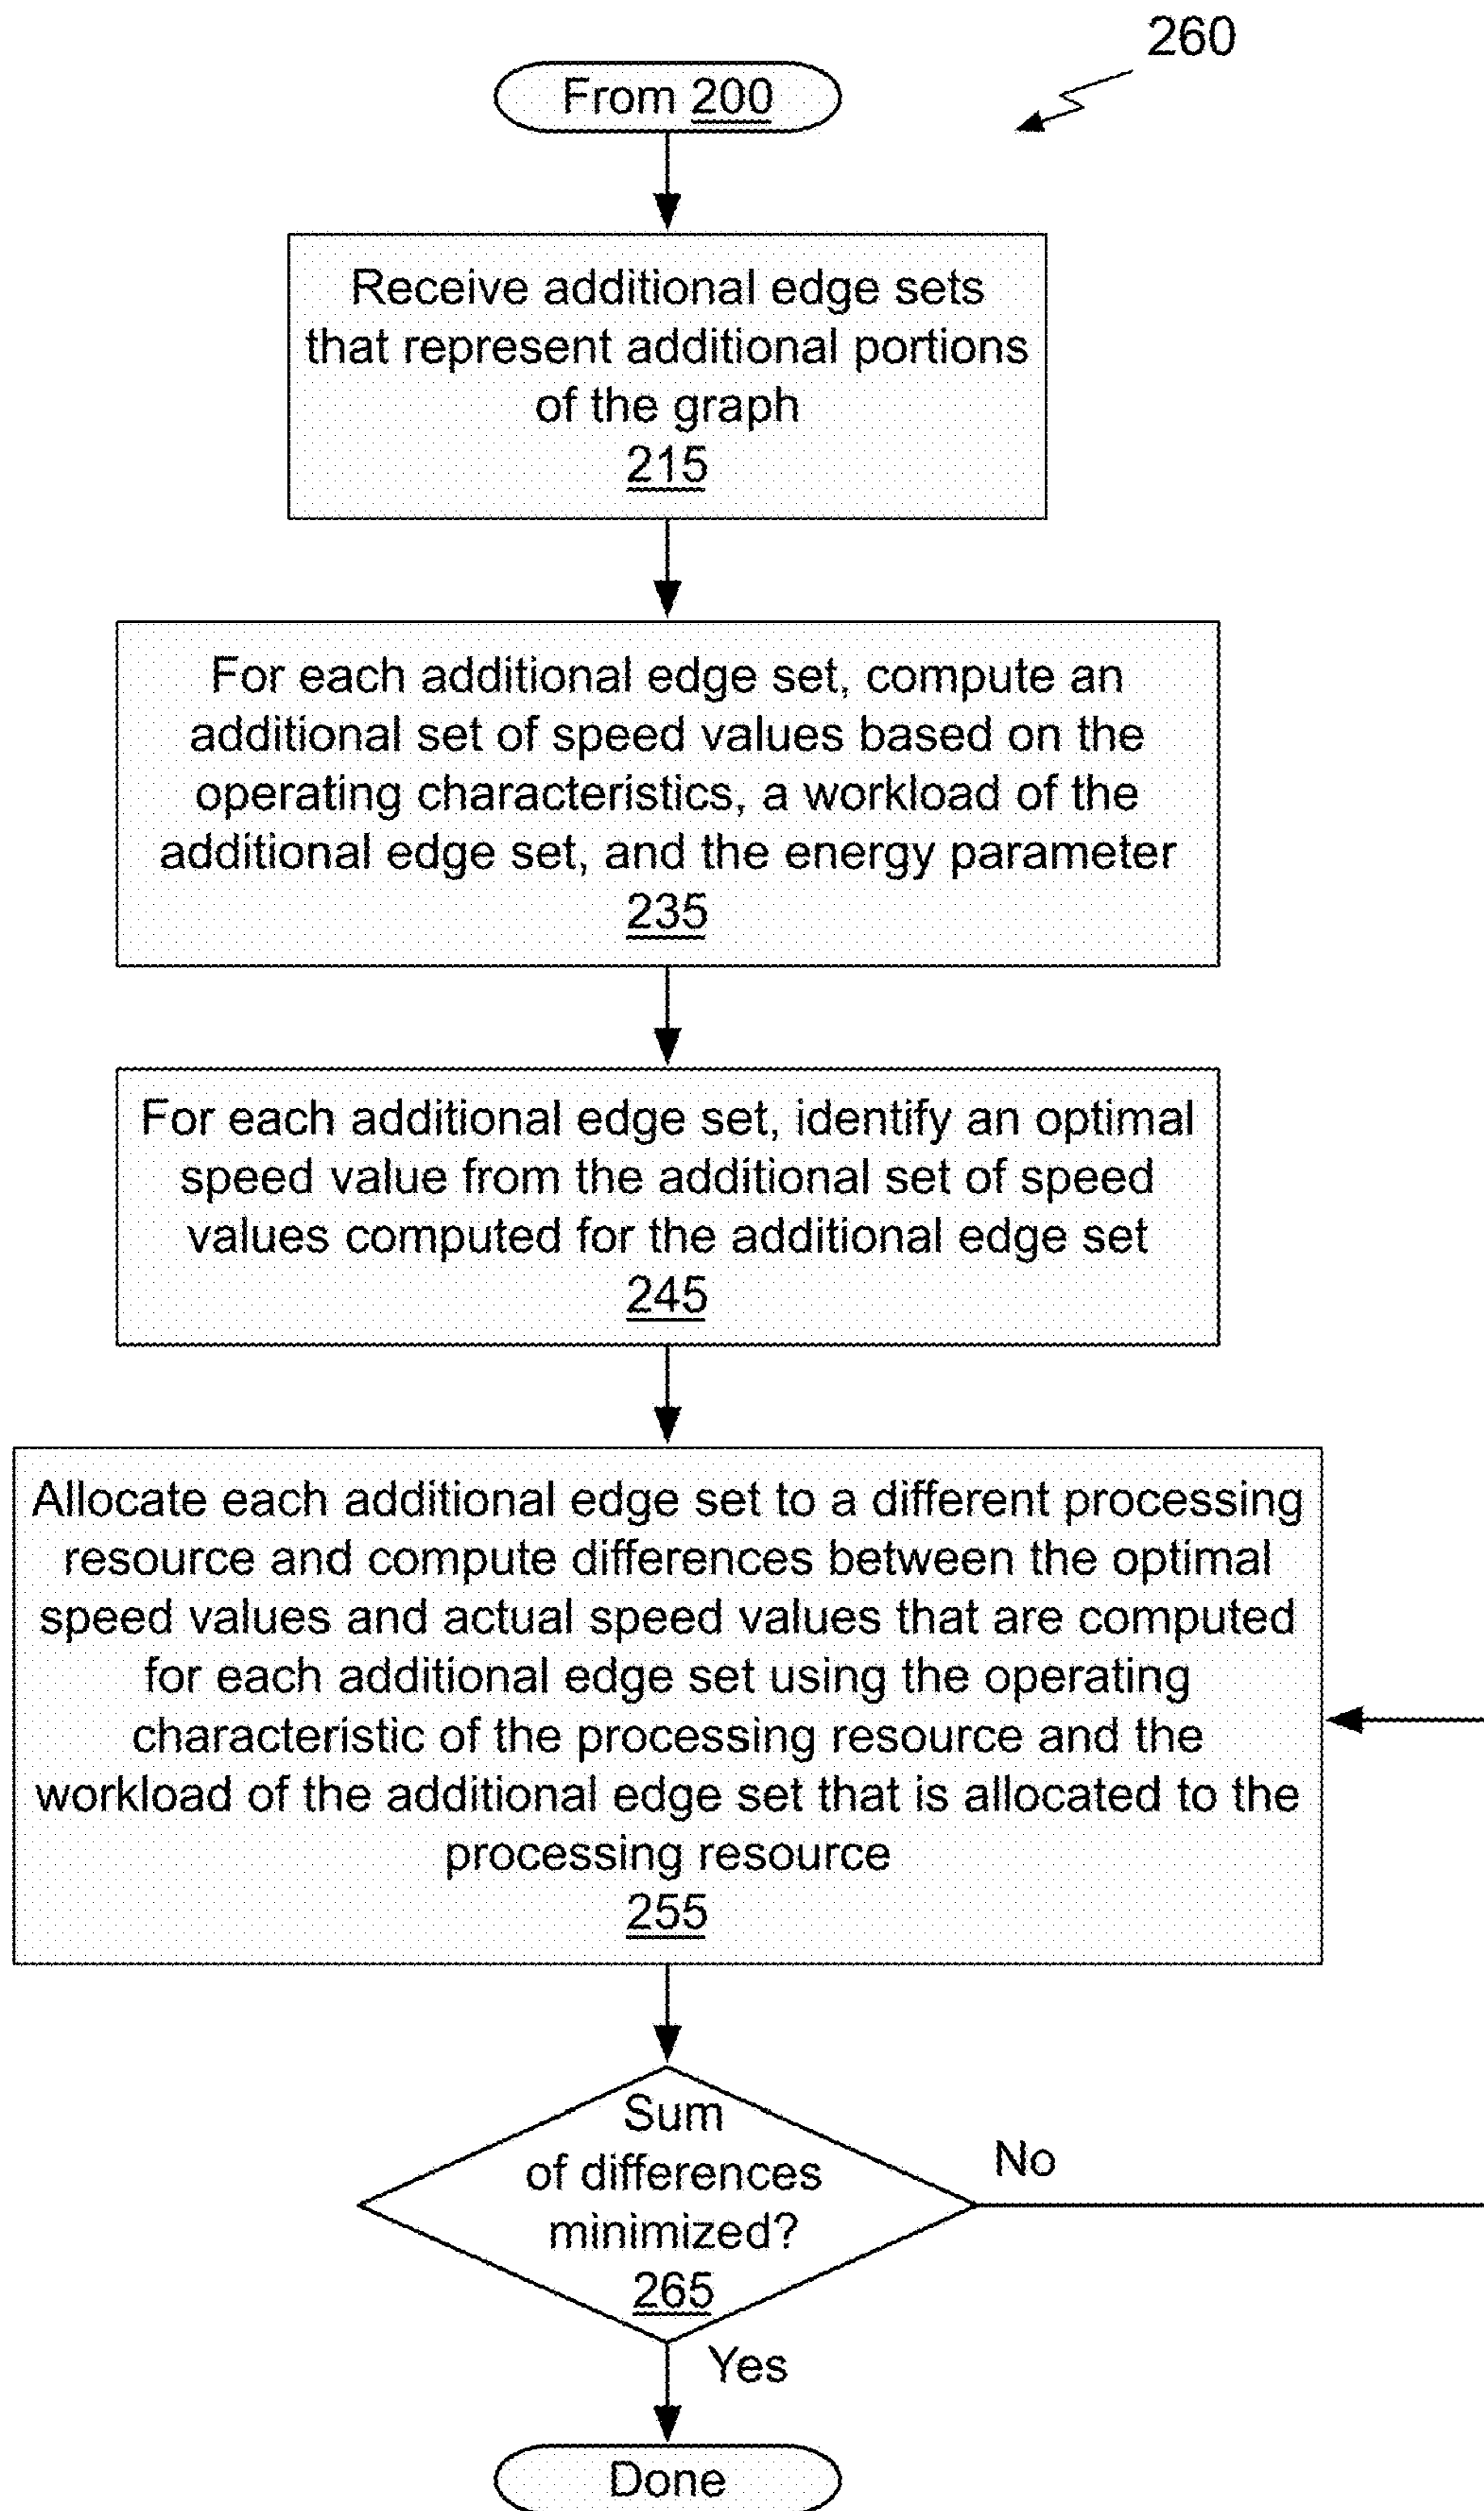 260
From 200
Receive additional edge sets
that represent additional portions
of the graph
215
For each additional edge set, compute an
additional set of speed values based on the
operating characteristics, a workload of the
additional edge set, and the energy parameter
235
For each additional edge set, identify an optimal
speed value from the additional set of speed
values computed for the additional edge set
245
Allocate each additional edge set to a different processing
resource and compute differences between the optimal
speed values and actual speed values that are computed
for each additional edge set using the operating
characteristic of the processing resource and the
workload of the additional edge set that is allocated to the
processing resource
255
Sum
of differences
minimized?
265
No
Yes
Done